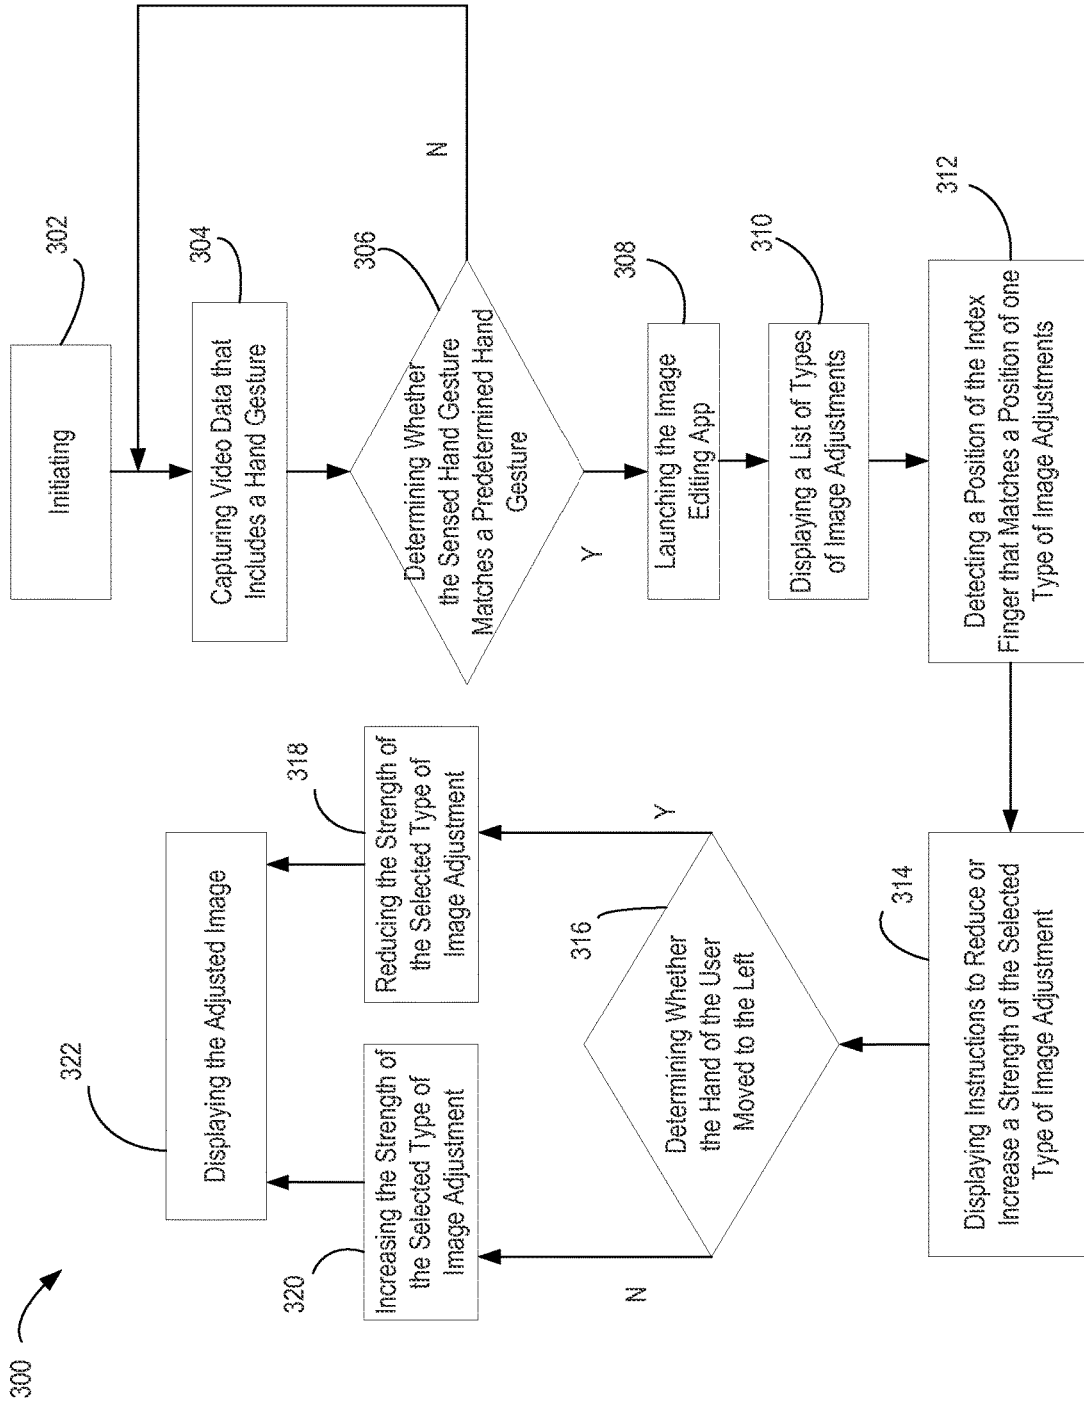 300
Initiating
302
Capturing Video Data that
Includes a Hand Gesture
304
Determining Whether
the Sensed Hand Gesture
Matches a Predetermined Hand
Gesture
306
N
Y
Launching the Image
Editing App
308
Displaying a List of Types
of Image Adjustments
310
Detecting a Position of the Index
Finger that Matches a Position of one
Type of Image Adjustments
312
Displaying Instructions to Reduce or
Increase a Strength of the Selected
Type of Image Adjustment
314
Determining Whether
the Hand of the User
Moved to the Left
316
Y
N
Reducing the Strength of
the Selected Type of
Image Adjustment
318
Increasing the Strength of
the Selected Type of
Image Adjustment
320
Displaying the Adjusted Image
322